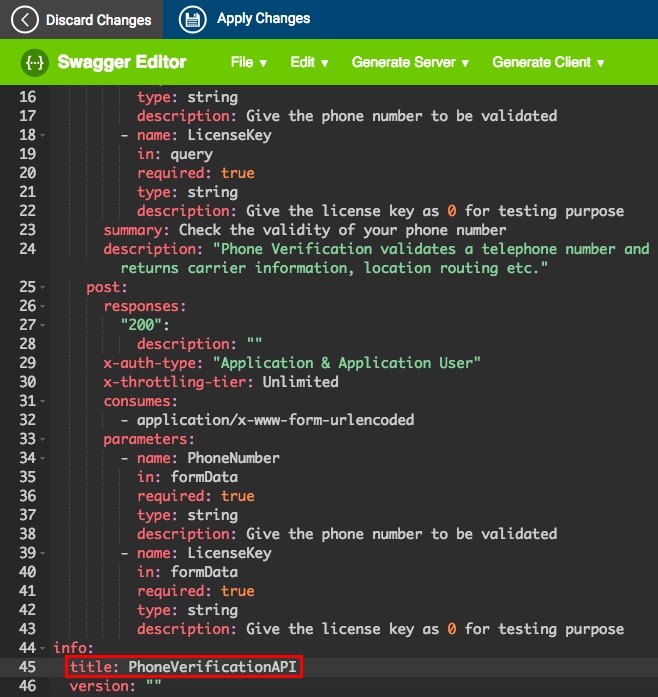 Discard Changes Apply Changes
{··} Swagger Editor File ▾ Edit ▾ Generate Server ▾ Generate Client ▾
16 type: string
17 description: Give the phone number to be validated
18 - name: LicenseKey
19 in: query
20 required: true
21 type: string
22 description: Give the license key as 0 for testing purpose
23 summary: Check the validity of your phone number
24 description: "Phone Verification validates a telephone number and
returns carrier information, location routing etc."
25 post:
26 responses:
27 "200":
28 description: ""
29 x-auth-type: "Application & Application User"
30 x-throttling-tier: Unlimited
31 consumes:
32 - application/x-www-form-urlencoded
33 parameters:
34 - name: PhoneNumber
35 in: formData
36 required: true
37 type: string
38 description: Give the phone number to be validated
39 - name: LicenseKey
40 in: formData
41 required: true
42 type: string
43 description: Give the license key as 0 for testing purpose
44 info:
45 title: PhoneVerificationAPI
46 version: ""